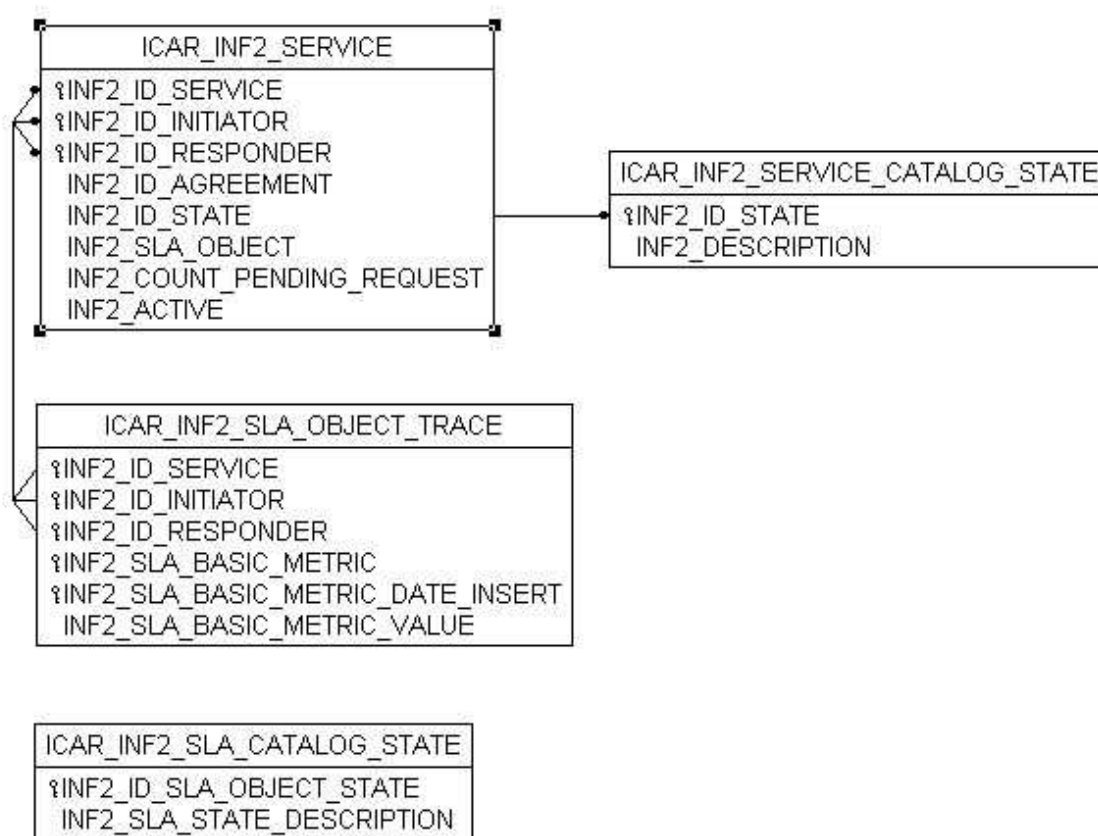 ICAR_INF2_SERVICE
INF2_ID_SERVICE
INF2_ID_INITIATOR
INF2_ID_RESPONDER
INF2_ID_AGREEMENT
INF2_ID_STATE
INF2_SLA_OBJECT
INF2_COUNT_PENDING_REQUEST
INF2_ACTIVE
ICAR_INF2_SERVICE_CATALOG_STATE
INF2_ID_STATE
INF2_DESCRIPTION
ICAR_INF2_SLA_OBJECT_TRACE
INF2_ID_SERVICE
INF2_ID_INITIATOR
INF2_ID_RESPONDER
INF2_SLA_BASIC_METRIC
INF2_SLA_BASIC_METRIC_DATE_INSERT
INF2_SLA_BASIC_METRIC_VALUE
ICAR_INF2_SLA_CATALOG_STATE
INF2_ID_SLA_OBJECT_STATE
INF2_SLA_STATE_DESCRIPTION